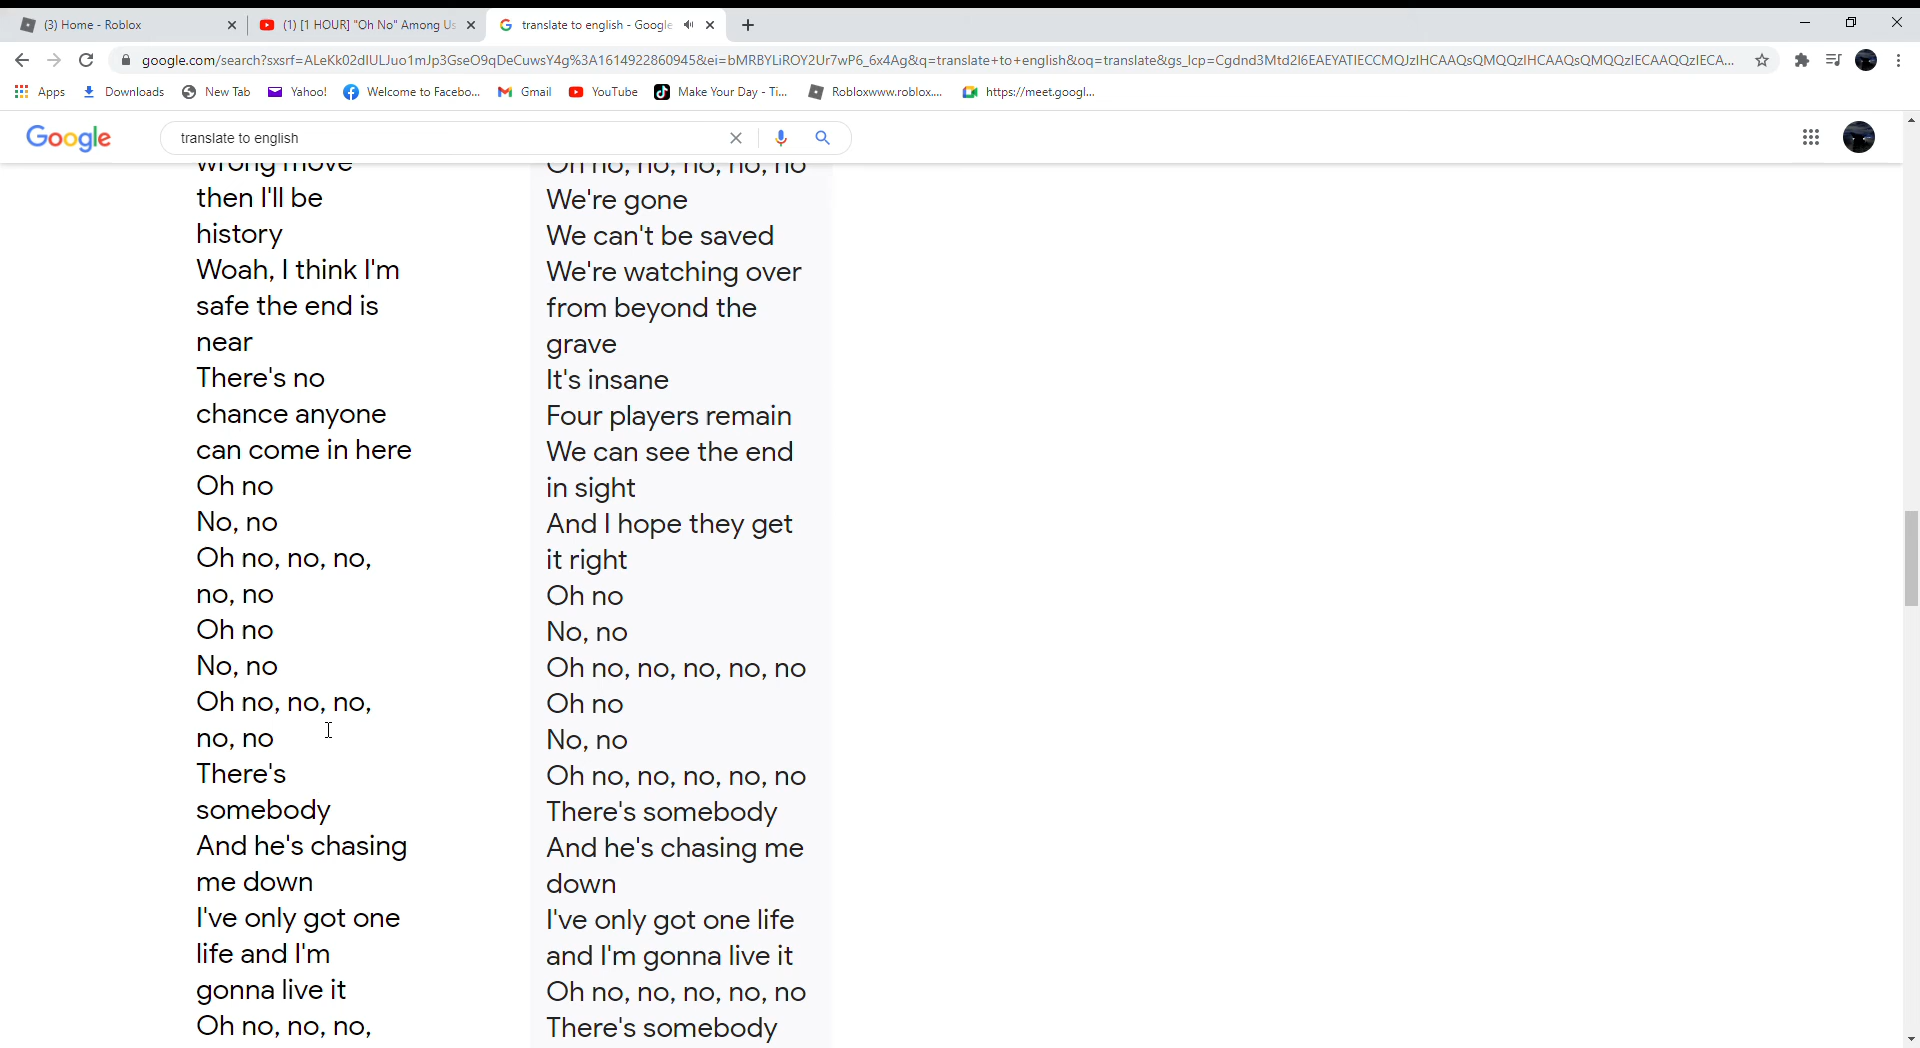 (3) Home - Roblox
(1) [1 HOUR] "Oh No" Among Us
translate to english - Google
google.com/search?sxsrf=ALeKk02dIULJuo1mJp3GseO9qDeCuwsY4g%3A1614922860945&ei=bMRBYLiROY2Ur7wP6_6x4Ag&q=translate+to+english&oq=translate&gs_lcp=Cgdnd3Mtd2l6EAEYATIECCMQJzIHCAAQsQMQQzIHCAAQsQMQQzIECAAQQzIECA...
Apps Downloads New Tab Yahoo! Welcome to Facebo... Gmail YouTube Make Your Day - Ti... Robloxwww.roblox.... https://meet.googl...
Google
translate to english
wrong move
then I'll be
history
Woah, I think I'm
safe the end is
near
There's no
chance anyone
can come in here
Oh no
No, no
Oh no, no, no,
no, no
Oh no
No, no
Oh no, no, no,
no, no
There's
somebody
And he's chasing
me down
I've only got one
life and I'm
gonna live it
Oh no, no, no,
Oh no, no, no, no, no
We're gone
We can't be saved
We're watching over
from beyond the
grave
It's insane
Four players remain
We can see the end
in sight
And I hope they get
it right
Oh no
No, no
Oh no, no, no, no, no
Oh no
No, no
Oh no, no, no, no, no
There's somebody
And he's chasing me
down
I've only got one life
and I'm gonna live it
Oh no, no, no, no, no
There's somebody